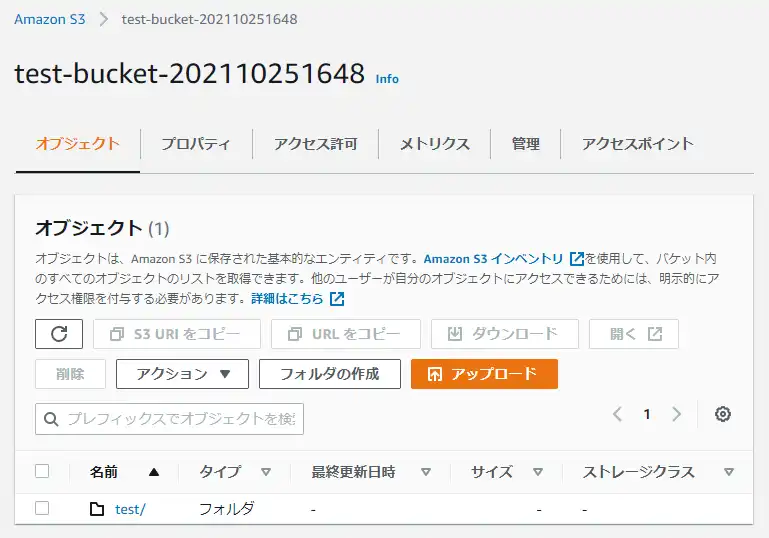 Amazon S3 > test-bucket-202110251648
test-bucket-202110251648 Info
オブジェクト プロパティ アクセス許可 メトリクス 管理 アクセスポイント
オブジェクト (1)
オブジェクトは、Amazon S3 に保存された基本的なエンティティです。Amazon S3 インベントリ を使用して、バケット内
のすべてのオブジェクトのリストを取得できます。他のユーザーが自分のオブジェクトにアクセスできるためには、明示的にア
クセス権限を付与する必要があります。詳細はこちら
S3 URI をコピー URL をコピー ダウンロード 開く
削除 アクション フォルダの作成 アップロード
プレフィックスでオブジェクトを検 1
名前 タイプ 最終更新日時 サイズ ストレージクラス
test/ フォルダ - - -